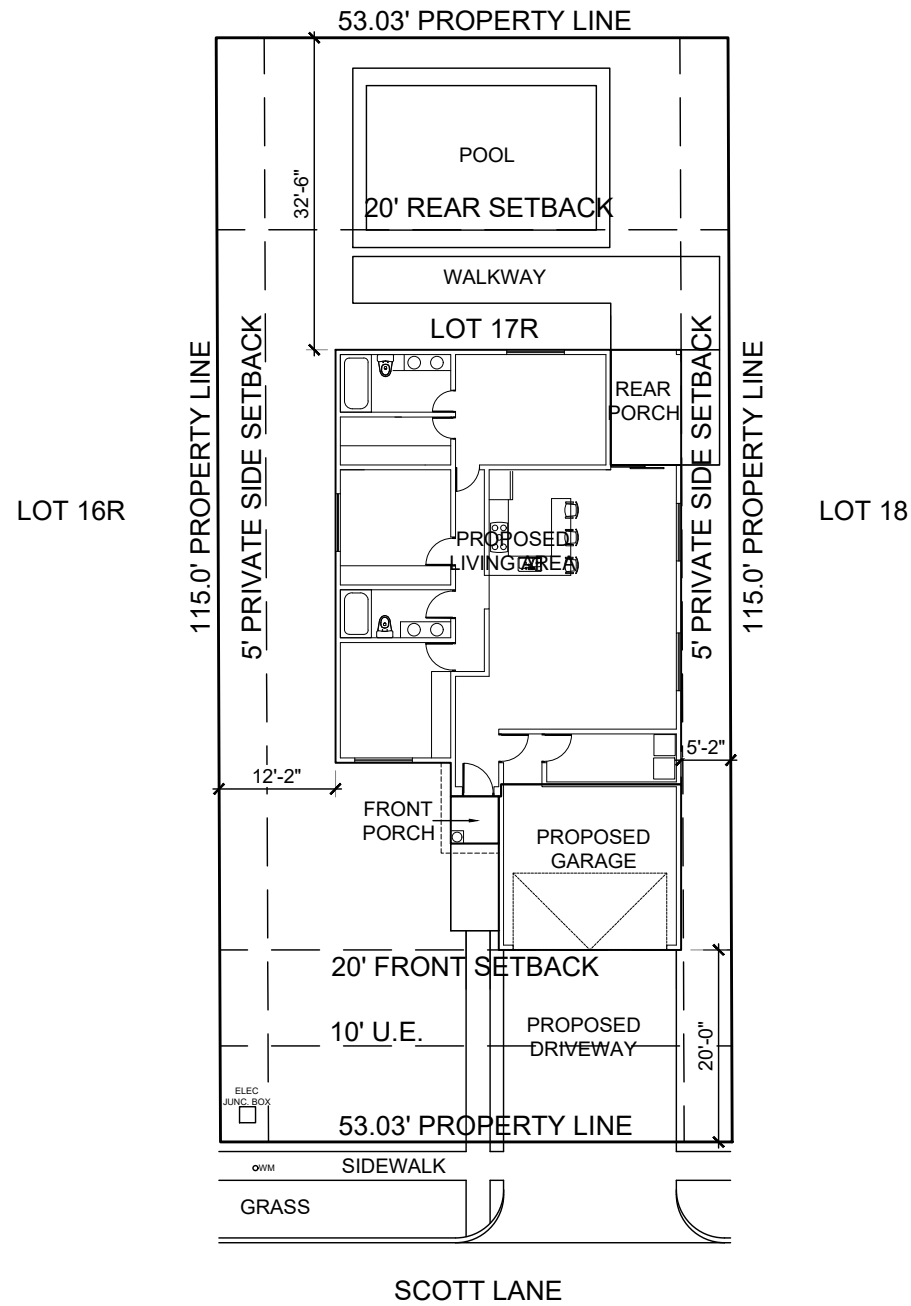 53.03' PROPERTY LINE
POOL
32'-6"
20' REAR SETBACK
WALKWAY
LOT 17R
115.0' PROPERTY LINE
5' PRIVATE SIDE SETBACK
REAR
PORCH
5' PRIVATE SIDE SETBACK
115.0' PROPERTY LINE
LOT 16R
LOT 18
PROPOSED
LIVING AREA
5'-2"
12'-2"
FRONT
PORCH
PROPOSED
GARAGE
20' FRONT SETBACK
10' U.E.
PROPOSED
DRIVEWAY
20'-0"
ELEC
JUNC. BOX
53.03' PROPERTY LINE
WM
SIDEWALK
GRASS
SCOTT LANE